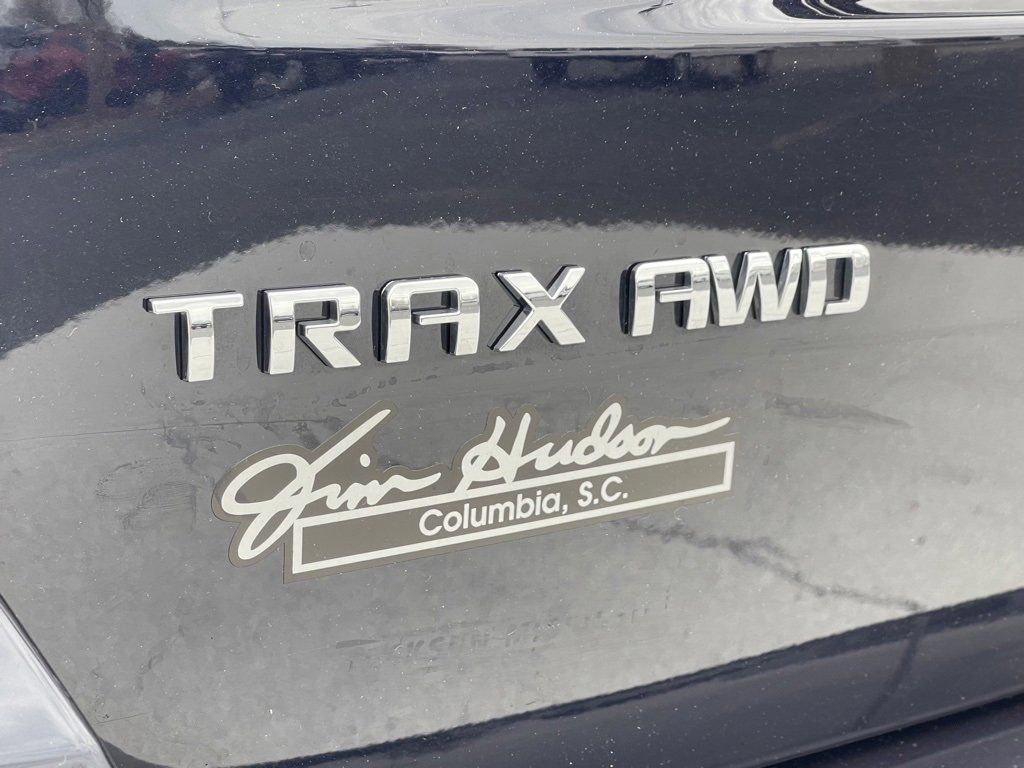 TRAX AWD
Jim Hudson
Columbia, S.C.